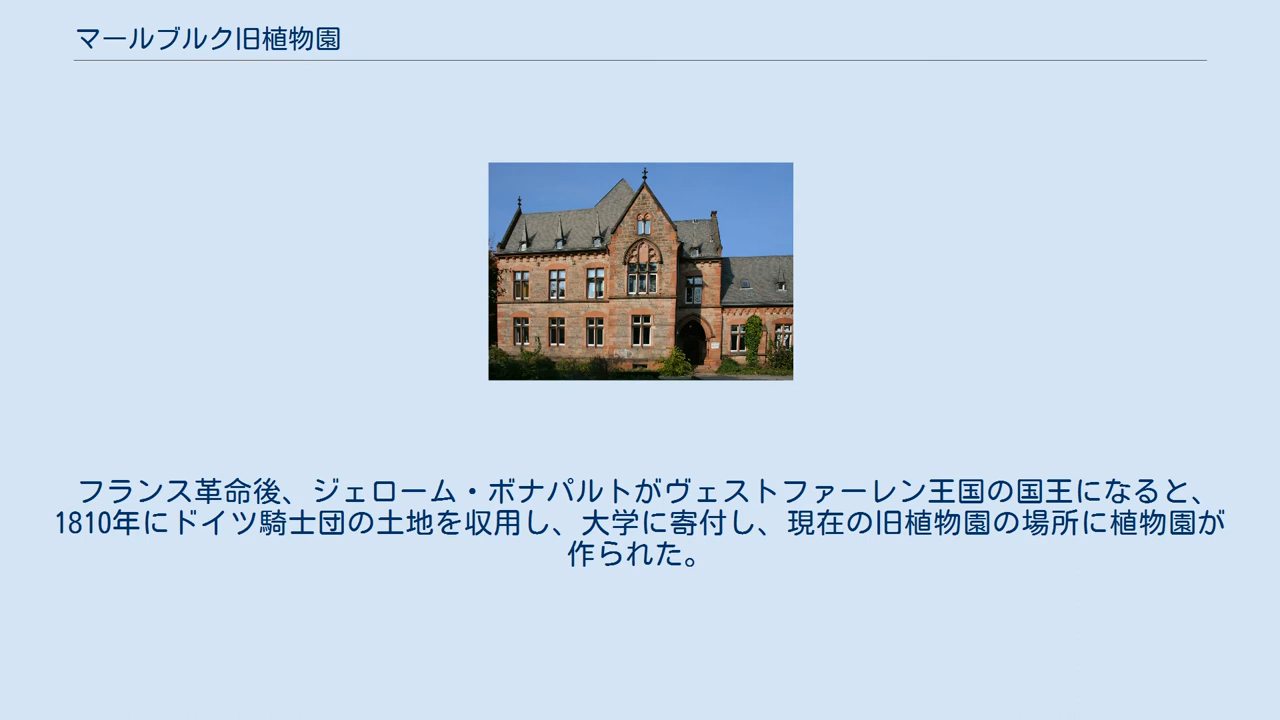 マールブルク旧植物園
フランス革命後、ジェローム・ボナパルトがヴェストファーレン王国の国王になると、
1810年にドイツ騎士団の土地を収用し、大学に寄付し、現在の旧植物園の場所に植物園が
作られた。